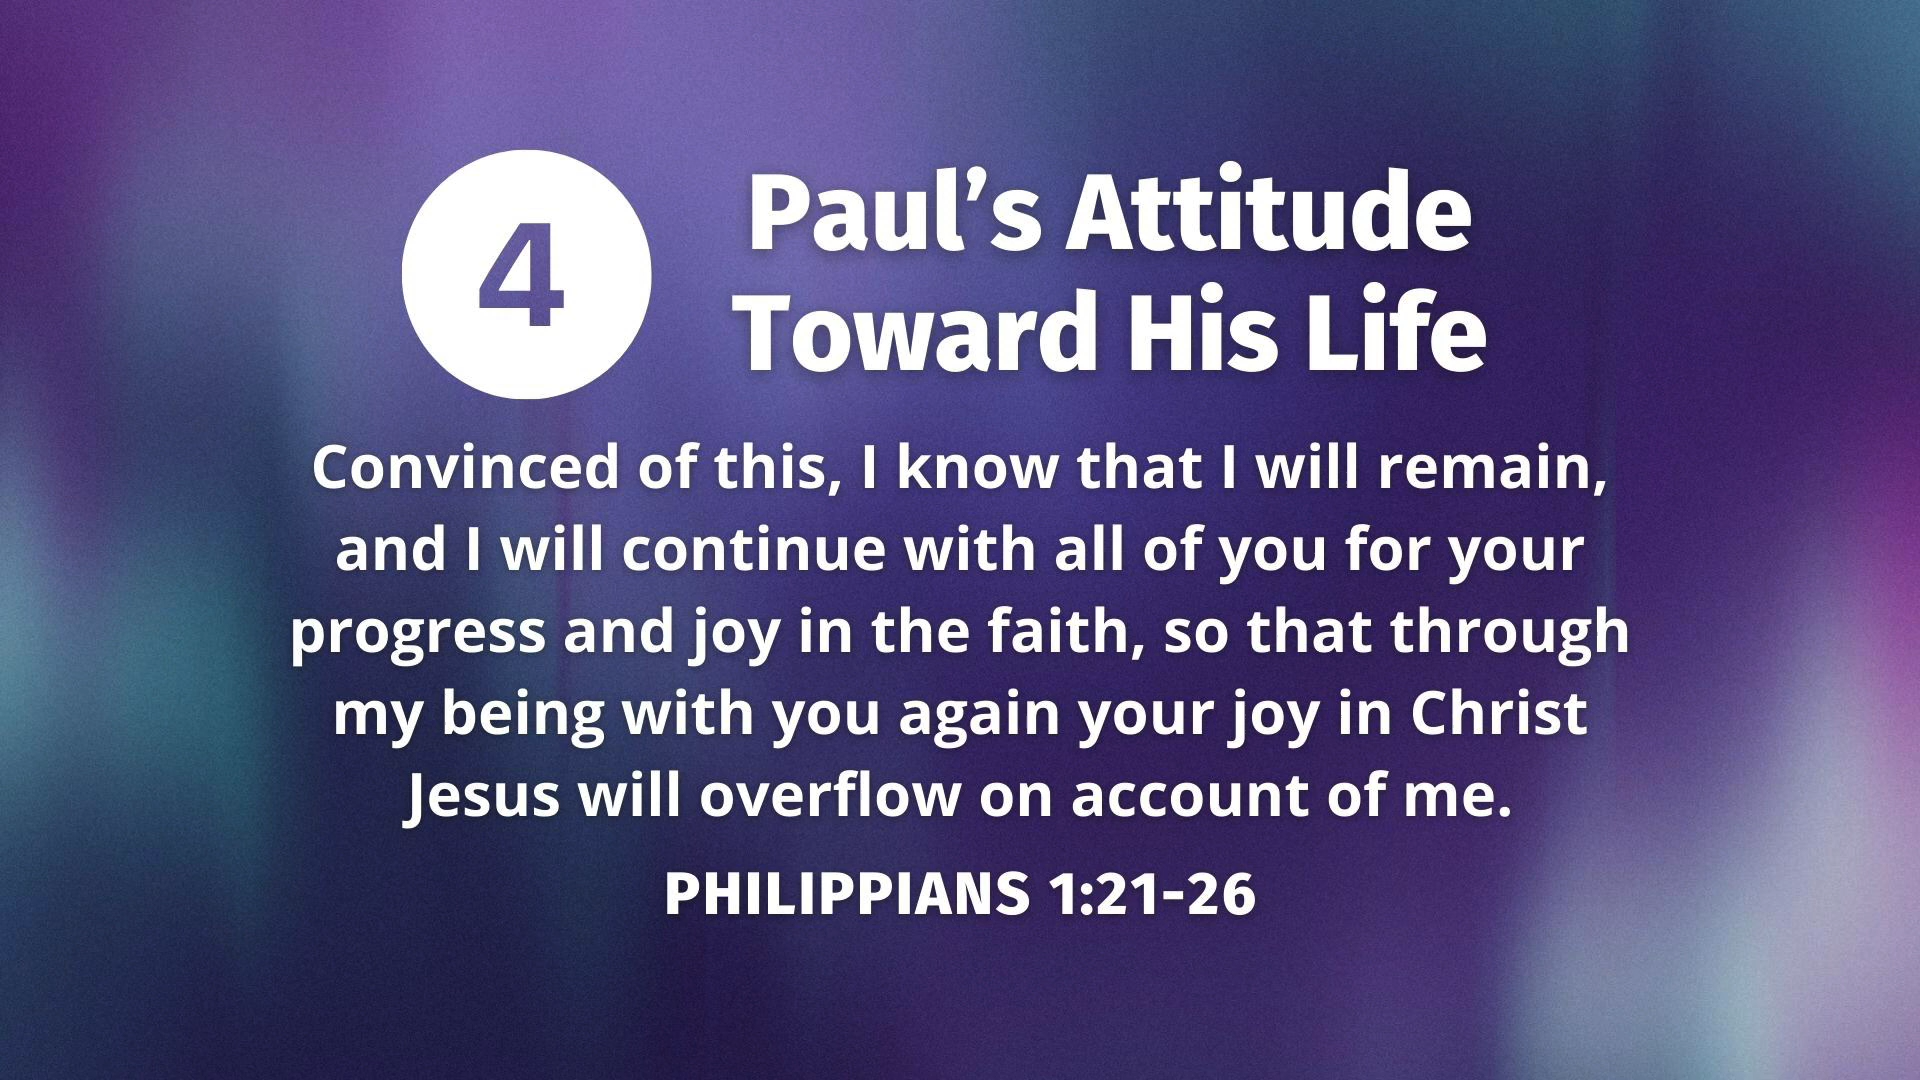 4
Paul’s Attitude
Toward His Life
Convinced of this, I know that I will remain,
and I will continue with all of you for your
progress and joy in the faith, so that through
my being with you again your joy in Christ
Jesus will overflow on account of me.
PHILIPPIANS 1:21-26